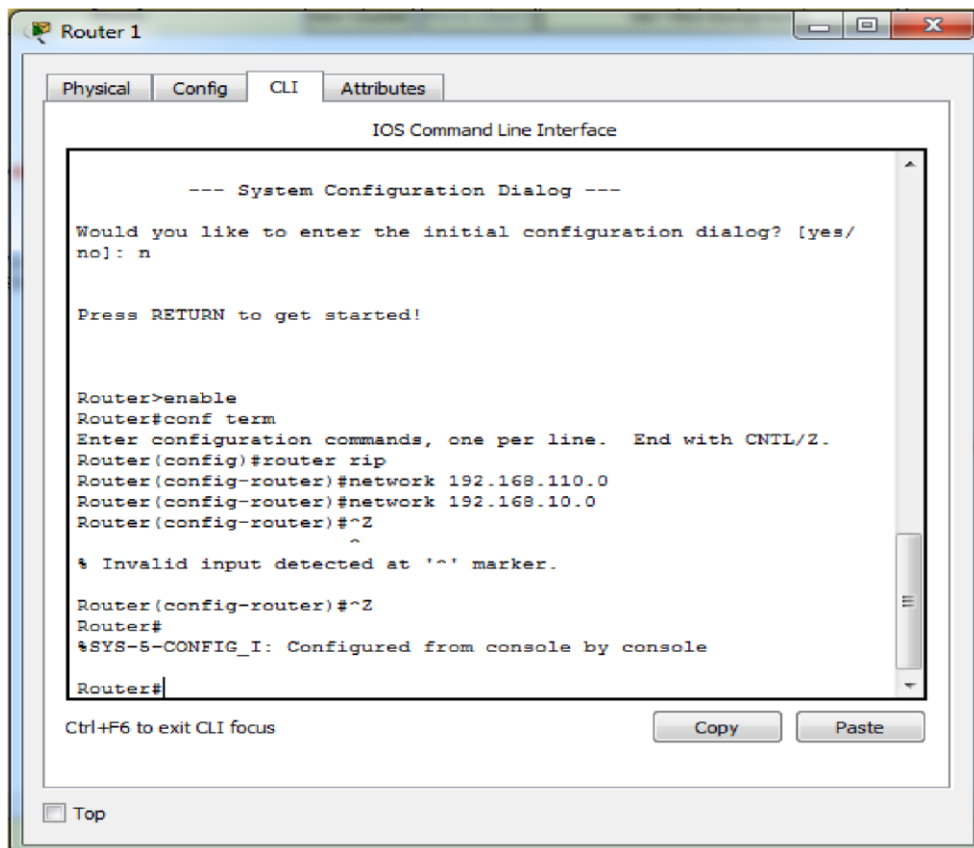 Router 1
Physical Config CLI Attributes
IOS Command Line Interface
--- System Configuration Dialog ---
Would you like to enter the initial configuration dialog? [yes/
no]: n
Press RETURN to get started!
Router>enable
Router#conf term
Enter configuration commands, one per line.  End with CNTL/Z.
Router(config)#router rip
Router(config-router)#network 192.168.110.0
Router(config-router)#network 192.168.10.0
Router(config-router)#^Z
^
% Invalid input detected at '^' marker.
Router(config-router)#^Z
Router#
%SYS-5-CONFIG_I: Configured from console by console
Router#
Ctrl+F6 to exit CLI focus
Copy Paste
Top